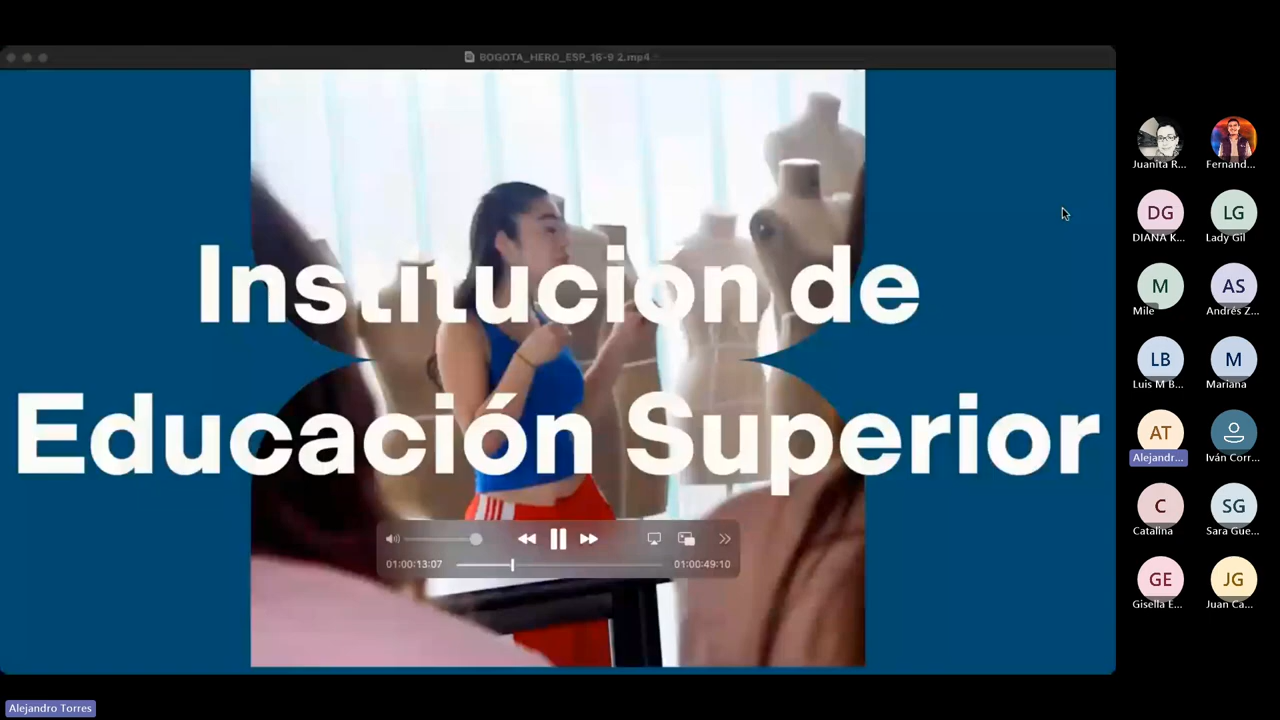 BOGOTA_HERO_ESP_16-9 2.mp4
Institución de
Educación Superior
01:00:13:07
01:00:49:10
Juanita R...
Fernand...
DG
LG
DIANA K...
Lady Gil
M
AS
Mile
Andrés Z...
LB
M
Luis M B...
Mariana
AT
Alejandr...
Iván Corr...
C
SG
Catalina
Sara Gue...
GE
JG
Gisella E...
Juan Ca...
Alejandro Torres